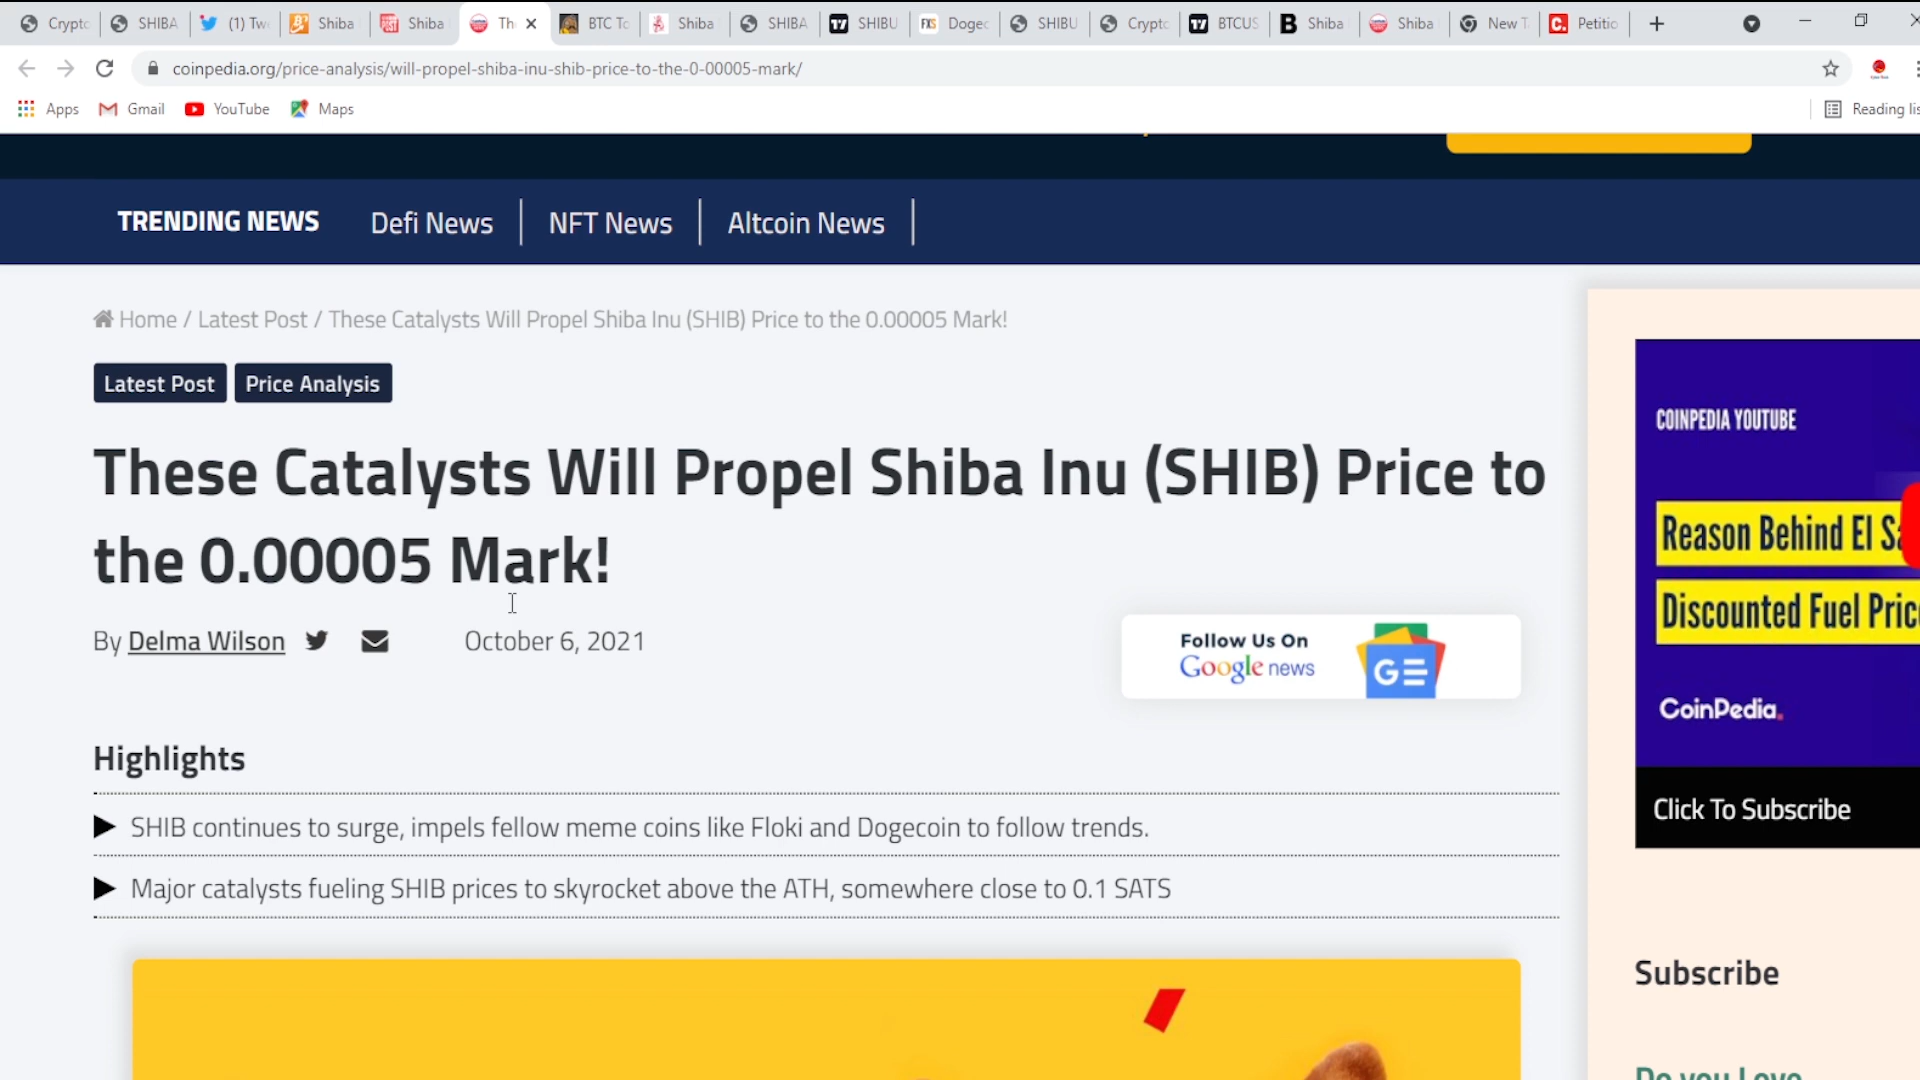 Crypto SHIBA (1) Tw Shiba Shiba Th BTC To Shiba SHIBA SHIBU Dogec SHIBU Crypto BTCUS Shiba Shiba New T Petitio
coinpedia.org/price-analysis/will-propel-shiba-inu-shib-price-to-the-0-00005-mark/
Apps Gmail YouTube Maps Reading lis
TRENDING NEWS Defi News NFT News Altcoin News
Home / Latest Post / These Catalysts Will Propel Shiba Inu (SHIB) Price to the 0.00005 Mark!
Latest Post Price Analysis
These Catalysts Will Propel Shiba Inu (SHIB) Price to
the 0.00005 Mark!
By Delma Wilson October 6, 2021
Follow Us On
Google news
GE
Highlights
SHIB continues to surge, impels fellow meme coins like Floki and Dogecoin to follow trends.
Major catalysts fueling SHIB prices to skyrocket above the ATH, somewhere close to 0.1 SATS
COINPEDIA YOUTUBE
Reason Behind El Sa
Discounted Fuel Pric
CoinPedia.
Click To Subscribe
Subscribe
Do you Love